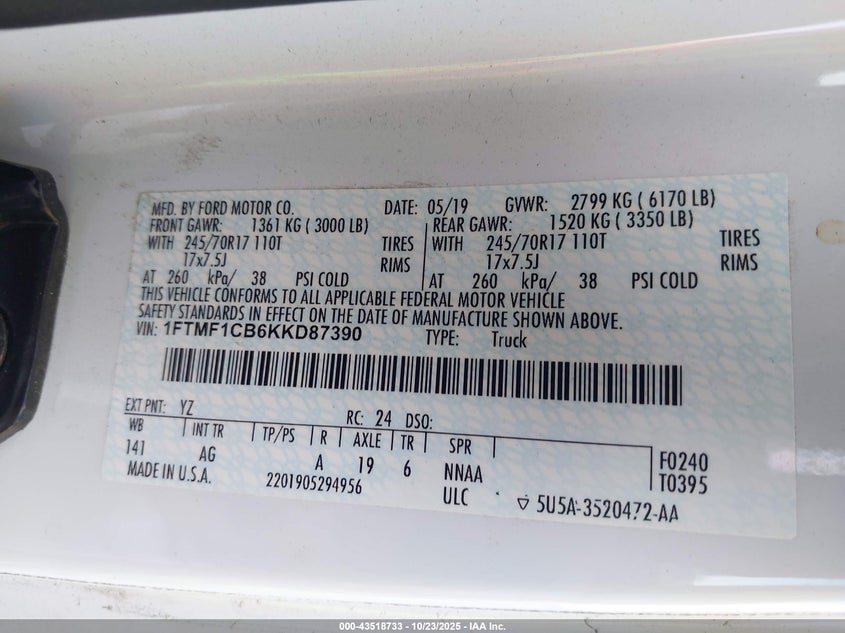 MFD. BY FORD MOTOR CO. DATE: 05/19 GVWR: 2799 KG ( 6170 LB)
FRONT GAWR: 1361 KG ( 3000 LB) REAR GAWR: 1520 KG ( 3350 LB)
WITH 245/70R17 110T TIRES WITH 245/70R17 110T TIRES
17x7.5J RIMS 17x7.5J RIMS
AT 260 kPa/ 38 PSI COLD AT 260 kPa/ 38 PSI COLD
THIS VEHICLE CONFORMS TO ALL APPLICABLE FEDERAL MOTOR VEHICLE
SAFETY STANDARDS IN EFFECT ON THE DATE OF MANUFACTURE SHOWN ABOVE.
VIN: 1FTMF1CB6KKD87390 TYPE: Truck
EXT PNT: YZ RC: 24 DSO:
WB INT TR TP/PS R AXLE TR SPR
141 AG A 19 6 NNAA F0240
MADE IN U.S.A. 2201905294956 ULC T0395
▽ 5U5A-3520472-AA
000-43518733 - 10/23/2025 - IAA Inc.